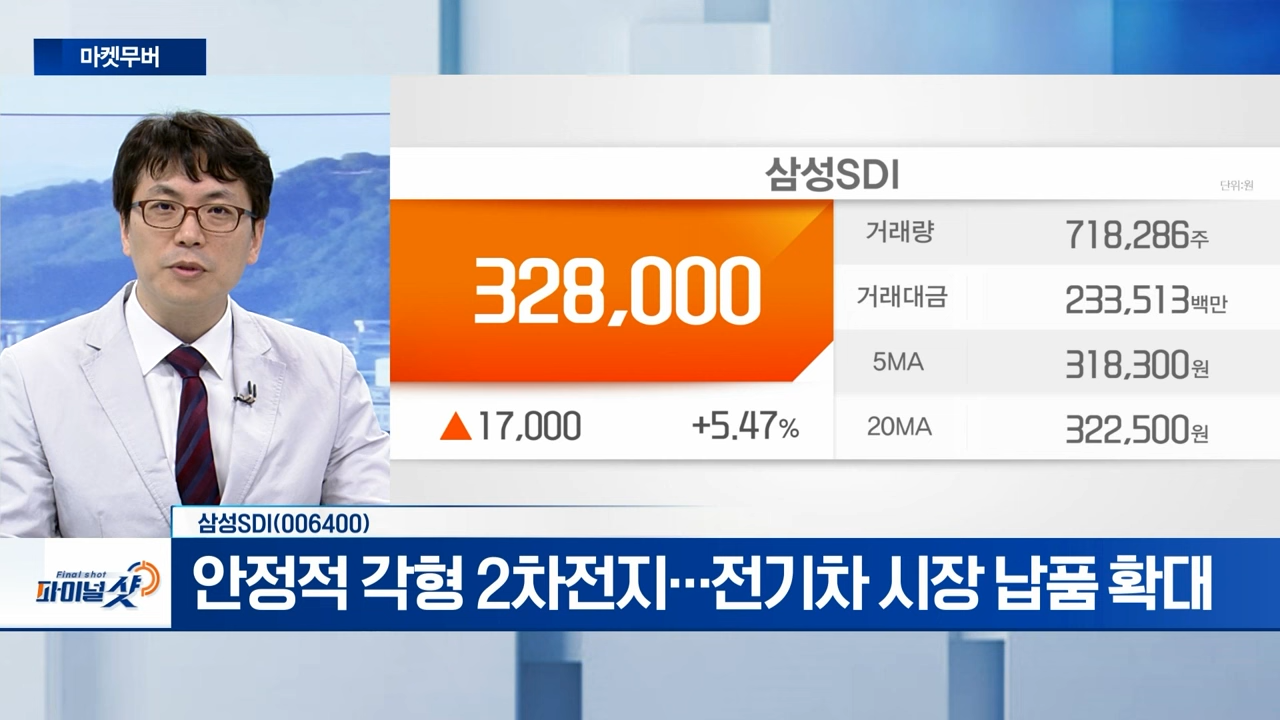 마켓무버
삼성SDI
단위:원
328,000
▲17,000 +5.47%
거래량 718,286주
거래대금 233,513백만
5MA 318,300원
20MA 322,500원
삼성SDI(006400)
Final shot
파이널샷
안정적 각형 2차전지…전기차 시장 납품 확대